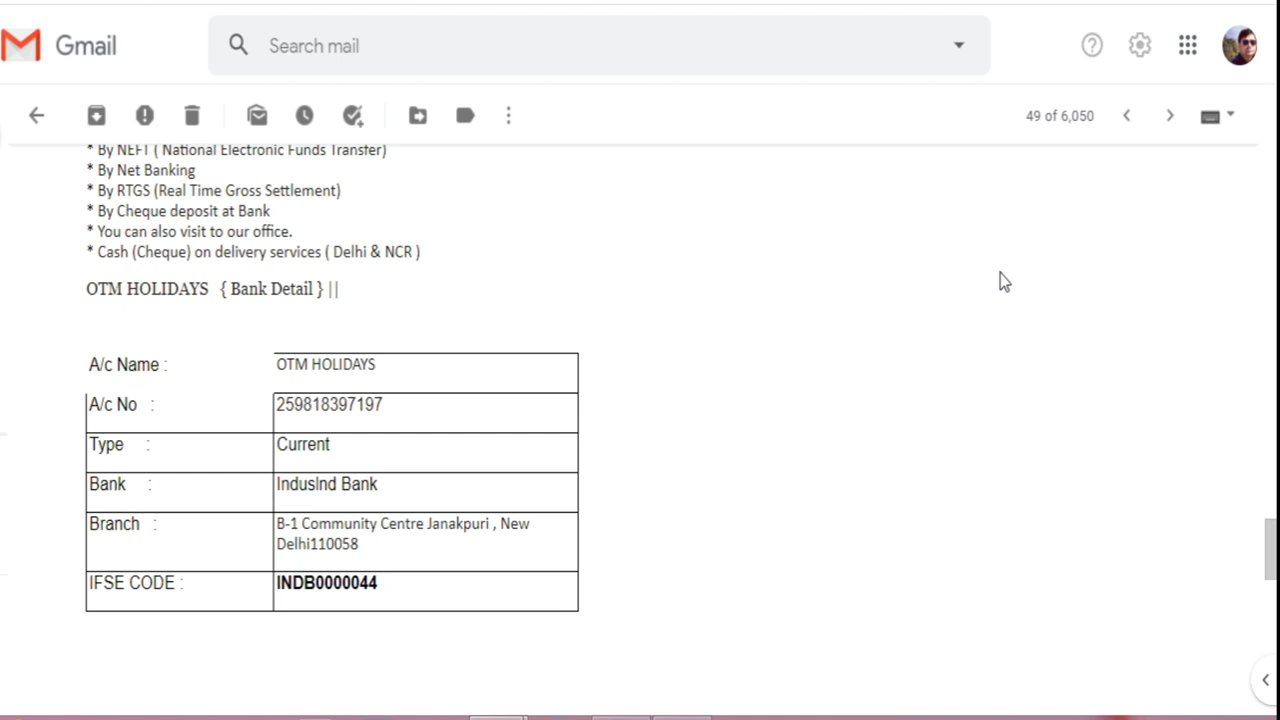 Gmail
Search mail
49 of 6,050
* By NEFT ( National Electronic Funds Transfer)
* By Net Banking
* By RTGS (Real Time Gross Settlement)
* By Cheque deposit at Bank
* You can also visit to our office.
* Cash (Cheque) on delivery services ( Delhi & NCR )
OTM HOLIDAYS { Bank Detail } ||
A/c Name : OTM HOLIDAYS
A/c No : 259818397197
Type : Current
Bank : IndusInd Bank
Branch : B-1 Community Centre Janakpuri , New
Delhi110058
IFSE CODE : INDB0000044